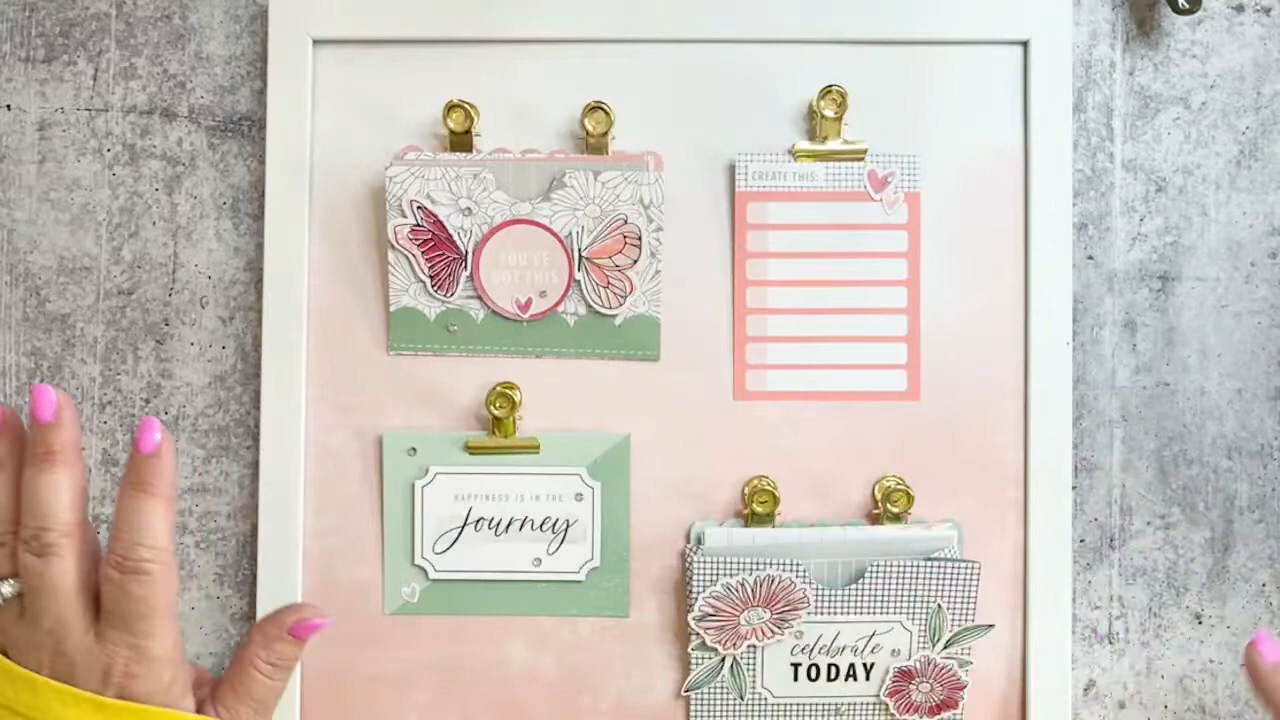 CREATE THIS:
YOU'VE
GOT THIS
HAPPINESS IS IN THE
Journey
celebrate
TODAY